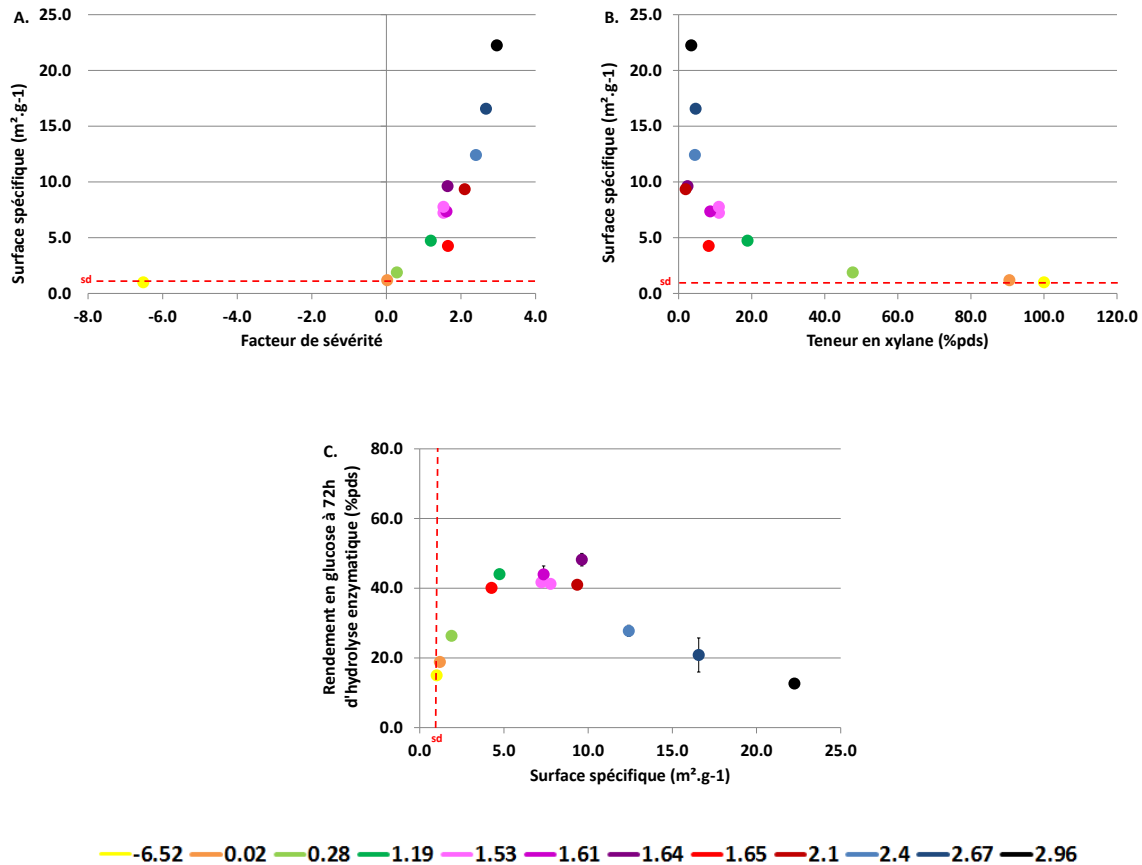 A.
Surface spécifique (m².g-1)
25.0
20.0
15.0
10.0
5.0
0.0
sd
-8.0 -6.0 -4.0 -2.0 0.0 2.0 4.0
Facteur de sévérité
B.
Surface spécifique (m².g-1)
25.0
20.0
15.0
10.0
5.0
0.0
sd
0.0 20.0 40.0 60.0 80.0 100.0 120.0
Teneur en xylane (%pds)
C.
Rendement en glucose à 72h
d'hydrolyse enzymatique (%pds)
80.0
60.0
40.0
20.0
0.0
0.0 5.0 10.0 15.0 20.0 25.0
sd
Surface spécifique (m².g-1)
-6.52 0.02 0.28 1.19 1.53 1.61 1.64 1.65 2.1 2.4 2.67 2.96